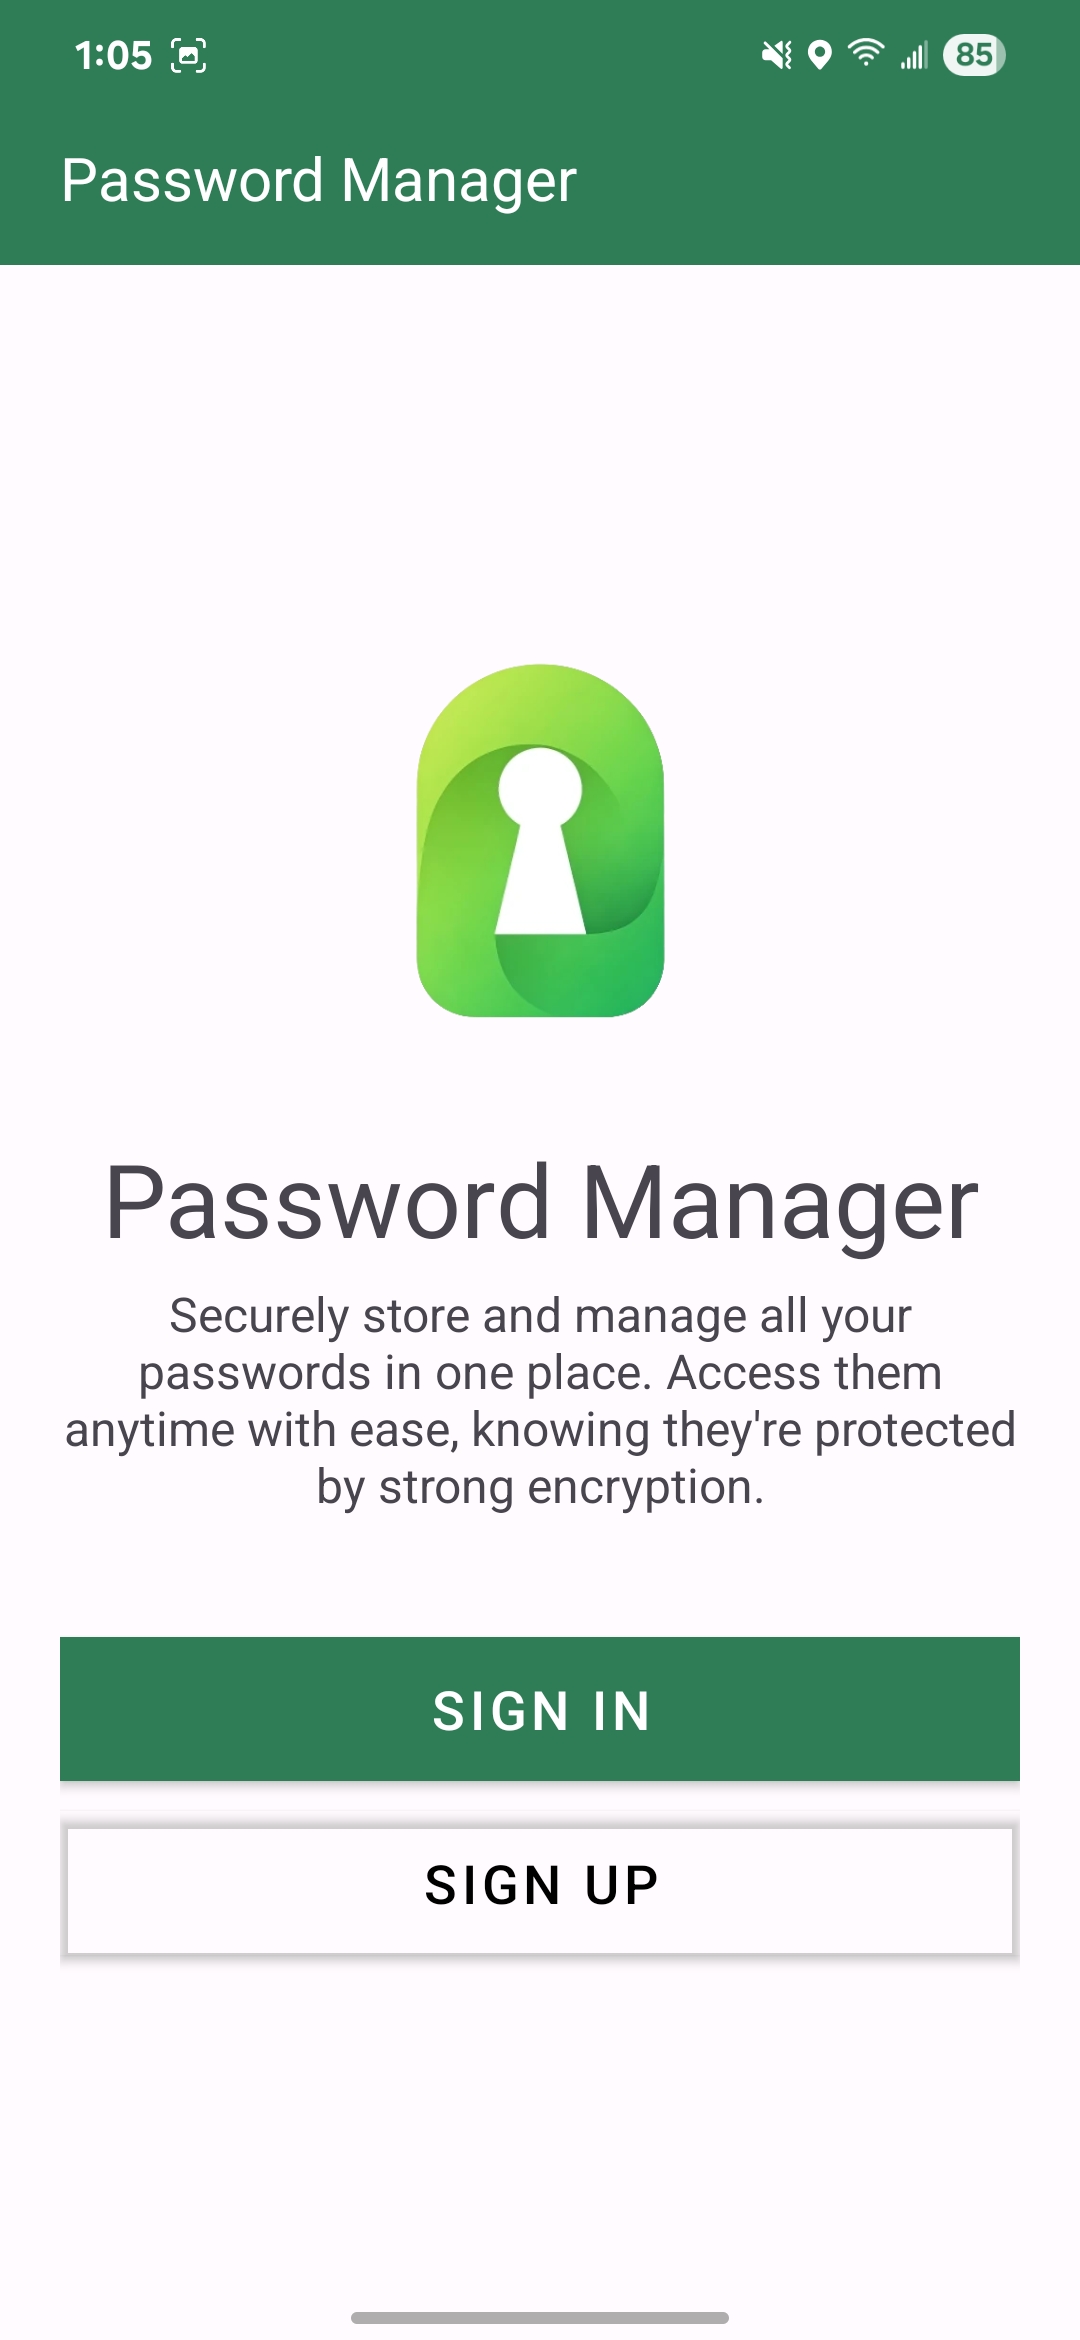 1:05
85
Password Manager
Password Manager
Securely store and manage all your
passwords in one place. Access them
anytime with ease, knowing they're protected
by strong encryption.
SIGN IN
SIGN UP